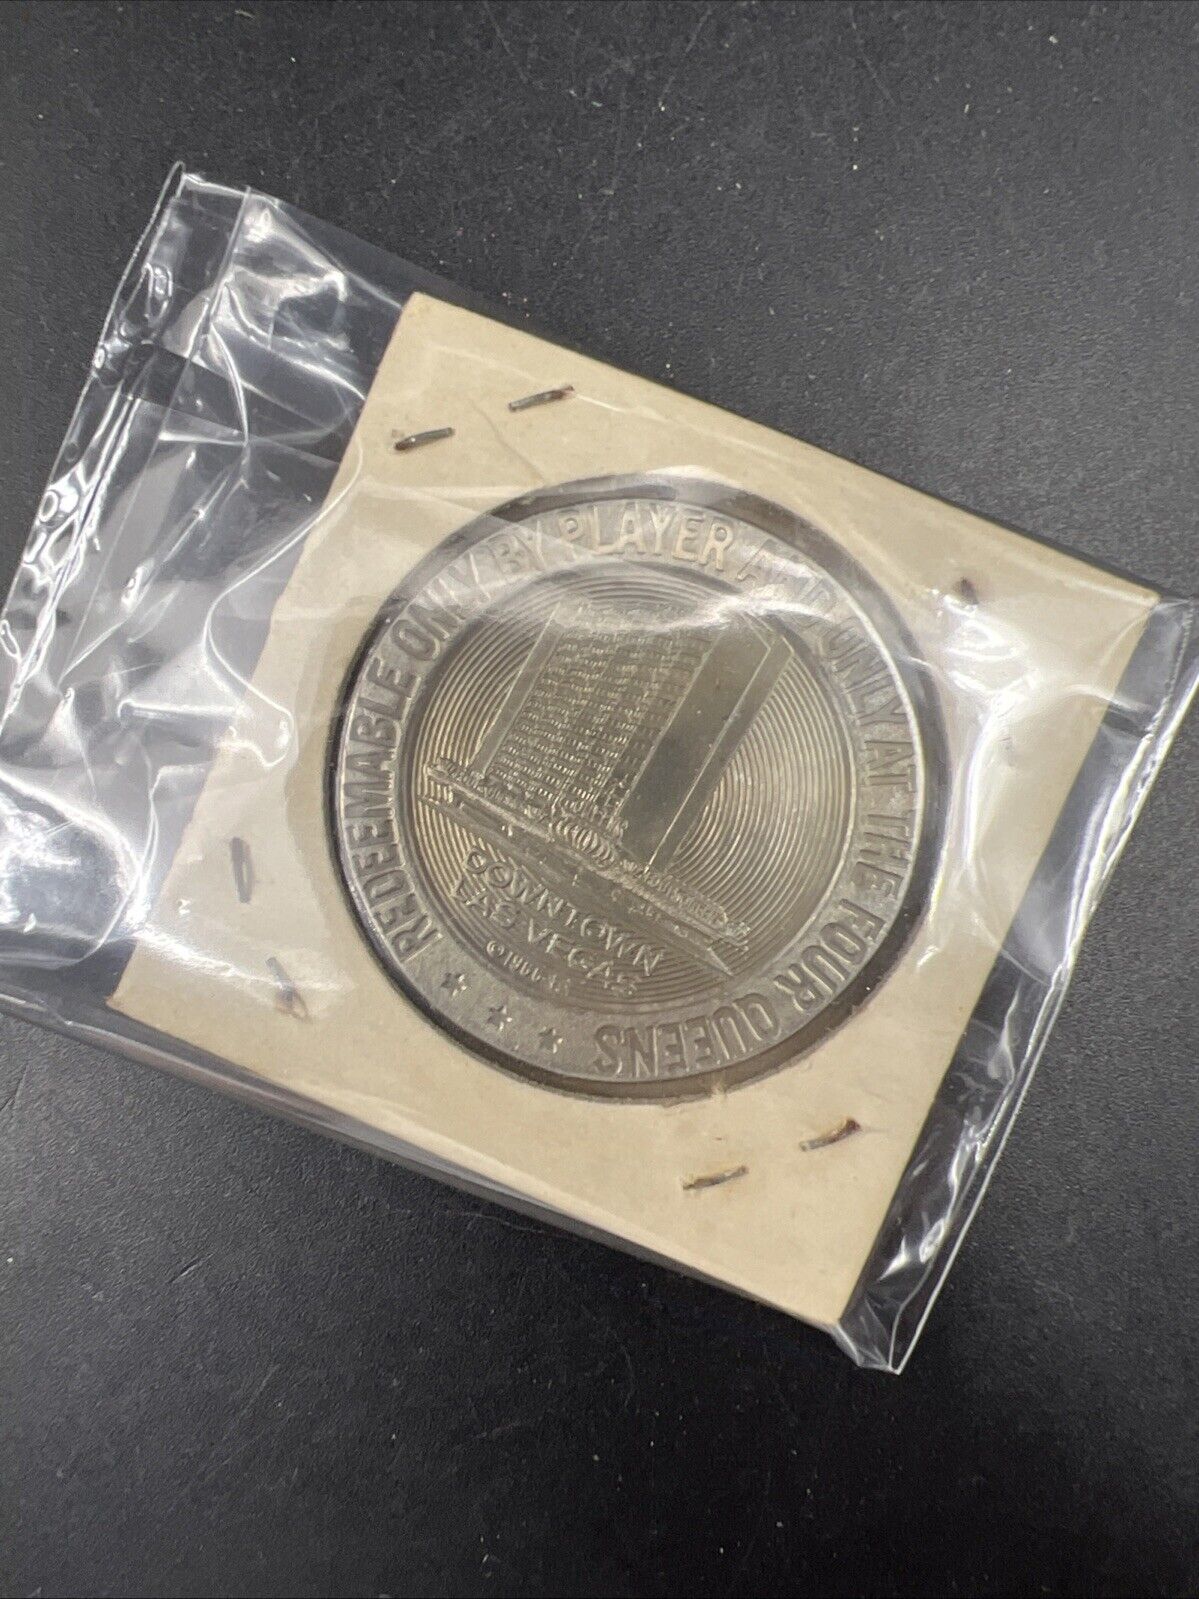 REDEEMABLE ONLY BY PLAYER AND ONLY AT THE FOUR QUEENS
DOWNTOWN
LAS VEGAS